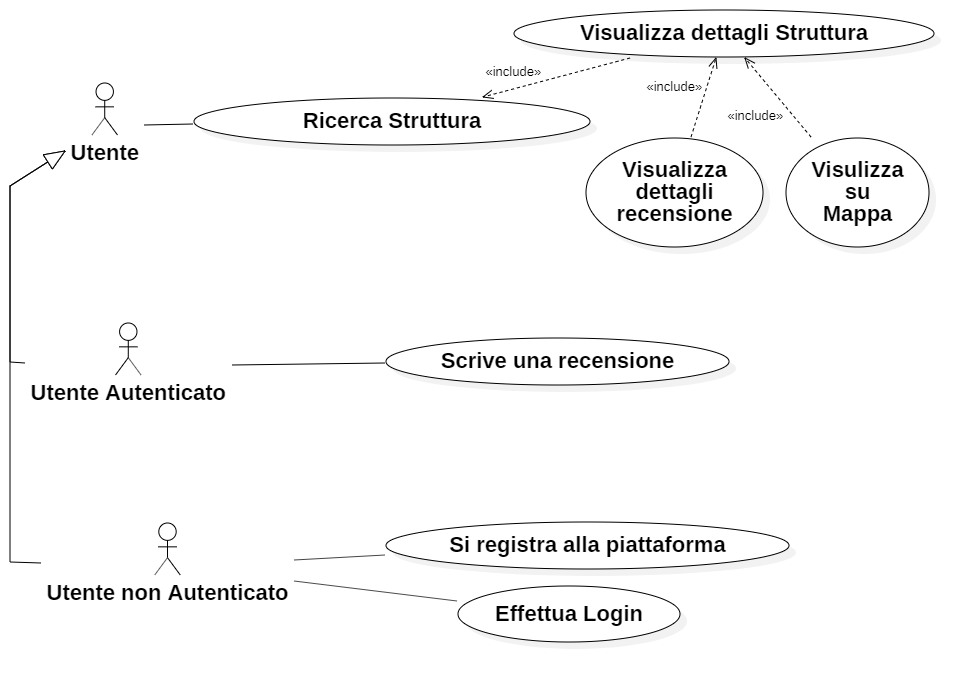 Visualizza dettagli Struttura
«include»
«include»
«include»
Ricerca Struttura
Utente
Visualizza
dettagli
recensione
Visulizza
su
Mappa
Scrive una recensione
Utente Autenticato
Si registra alla piattaforma
Utente non Autenticato
Effettua Login